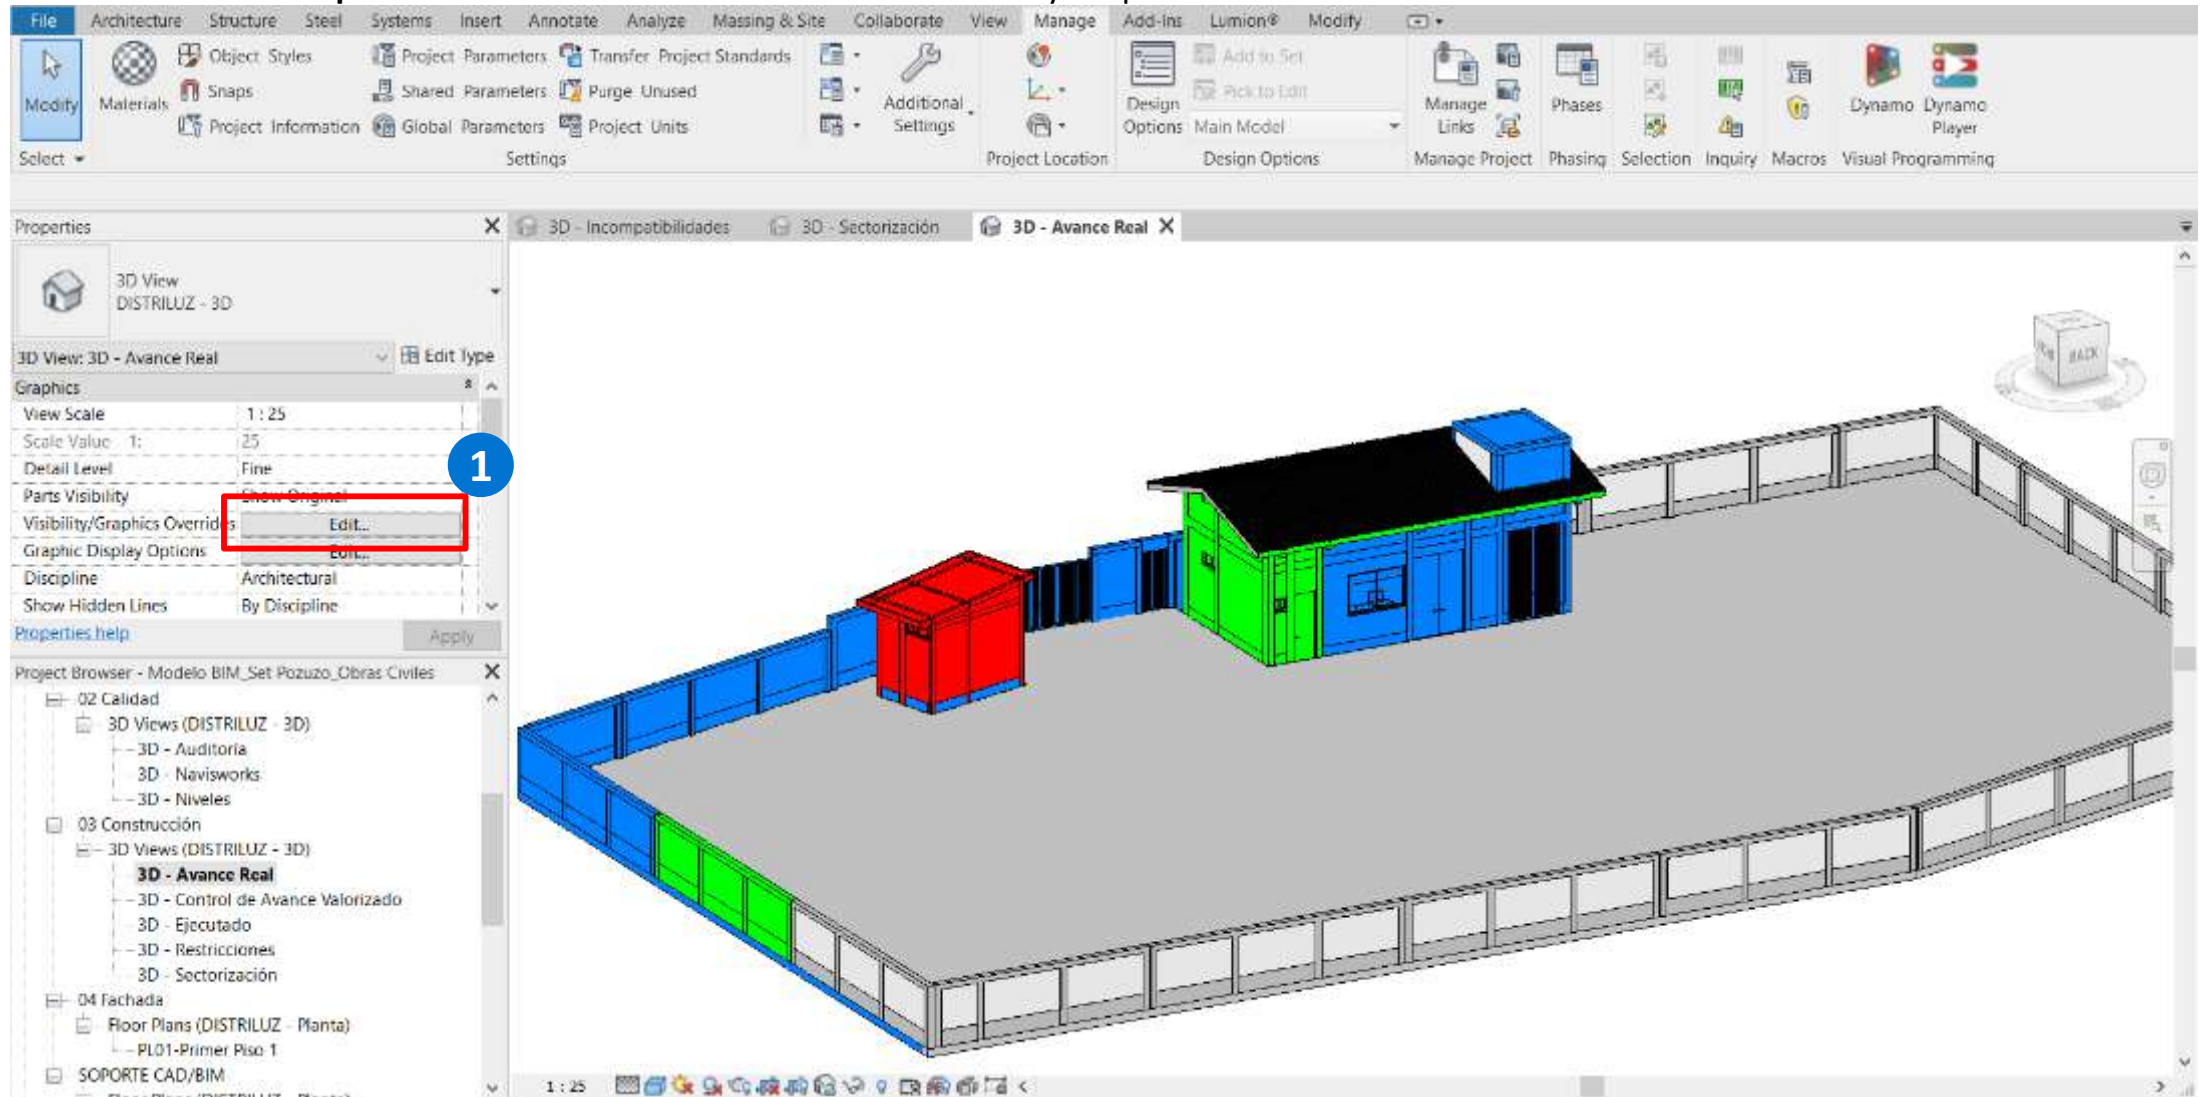 File Architecture Structure Steel Systems Insert Annotate Analyze Massing & Site Collaborate View Manage Add-Ins Lumion® Modify
Modify
Materials
Object Styles
Snaps
Project Information
Project Parameters
Shared Parameters
Global Parameters
Transfer Project Standards
Purge Unused
Project Units
Additional
Settings
Design
Options
Add to Set
Pick to Edit
Main Model
Manage
Links
Phases
Dynamo
Dynamo
Player
Select Settings Project Location Design Options Manage Project Phasing Selection Inquiry Macros Visual Programming
Properties
3D - Incompatibilidades 3D - Sectorización 3D - Avance Real
3D View
DISTRILUZ - 3D
3D View: 3D - Avance Real Edit Type
Graphics
View Scale 1 : 25
Scale Value 1: 25
Detail Level Fine
Parts Visibility Show Original
Visibility/Graphics Overrides Edit...
Graphic Display Options Edit...
Discipline Architectural
Show Hidden Lines By Discipline
Properties help Apply
1
BACK
Project Browser - Modelo BIM_Set Pozuzo_Obras Civiles
02 Calidad
3D Views (DISTRILUZ - 3D)
3D - Auditoría
3D - Navisworks
3D - Niveles
03 Construcción
3D Views (DISTRILUZ - 3D)
3D - Avance Real
3D - Control de Avance Valorizado
3D - Ejecutado
3D - Restricciones
3D - Sectorización
04 Fachada
Floor Plans (DISTRILUZ - Planta)
PL01-Primer Piso 1
SOPORTE CAD/BIM
1 : 25